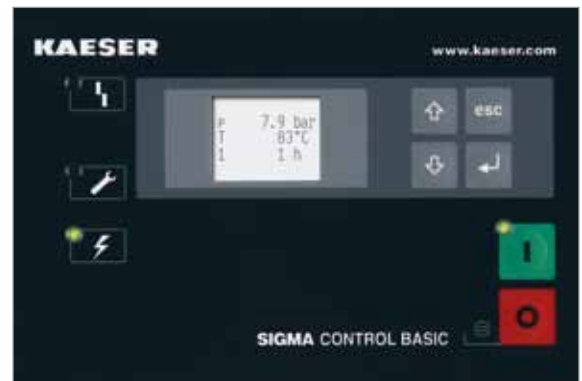 KAESER
www.kaeser.com
P 7.9 bar
T 83°C
1 1 h
esc
I
O
SIGMA CONTROL BASIC